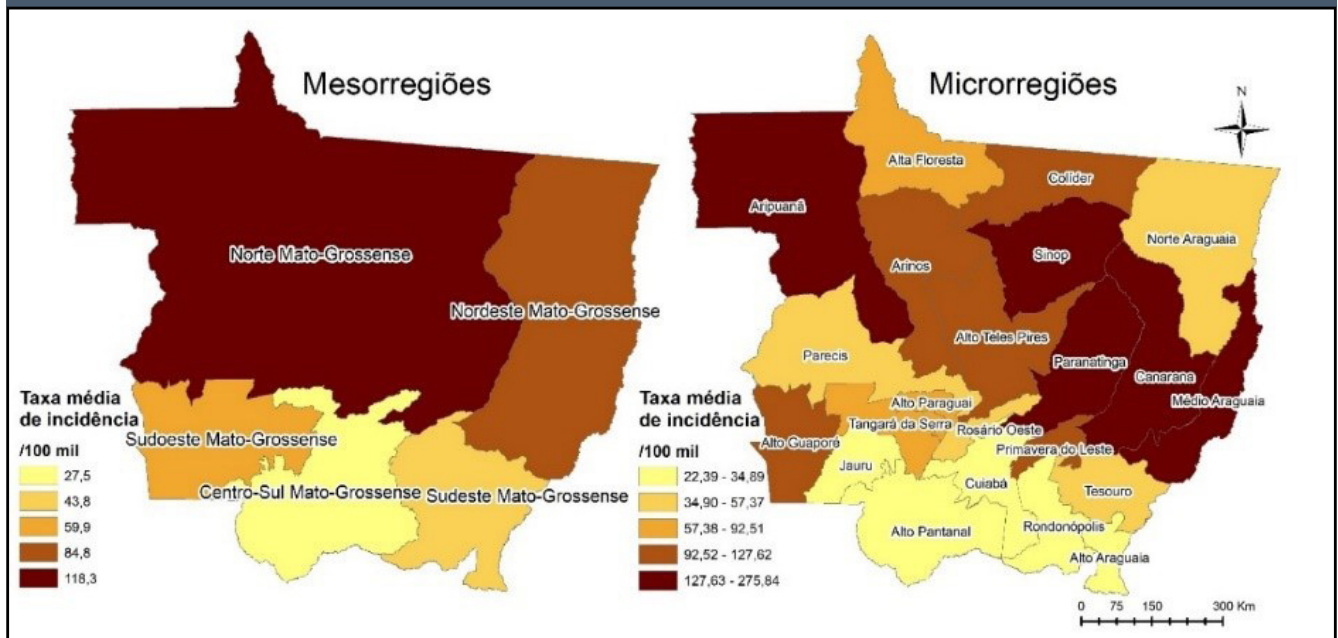 Mesorregiões
Norte Mato-Grossense
Nordeste Mato-Grossense
Sudoeste Mato-Grossense
Centro-Sul Mato-Grossense
Sudeste Mato-Grossense
Taxa média
de incidência
/100 mil
27,5
43,8
59,9
84,8
118,3
Microrregiões
N
Alta Floresta
Colíder
Aripuanã
Norte Araguaia
Sinop
Arinos
Alto Teles Pires
Parecis
Paranatinga
Canarana
Médio Araguaia
Alto Paraguai
Tangará da Serra
Rosário Oeste
Alto Guaporé
Primavera do Leste
Jauru
Cuiabá
Tesouro
Rondonópolis
Alto Pantanal
Alto Araguaia
Taxa média
de incidência
/100 mil
22,39 - 34,89
34,90 - 57,37
57,38 - 92,51
92,52 - 127,62
127,63 - 275,84
0 75 150 300 Km